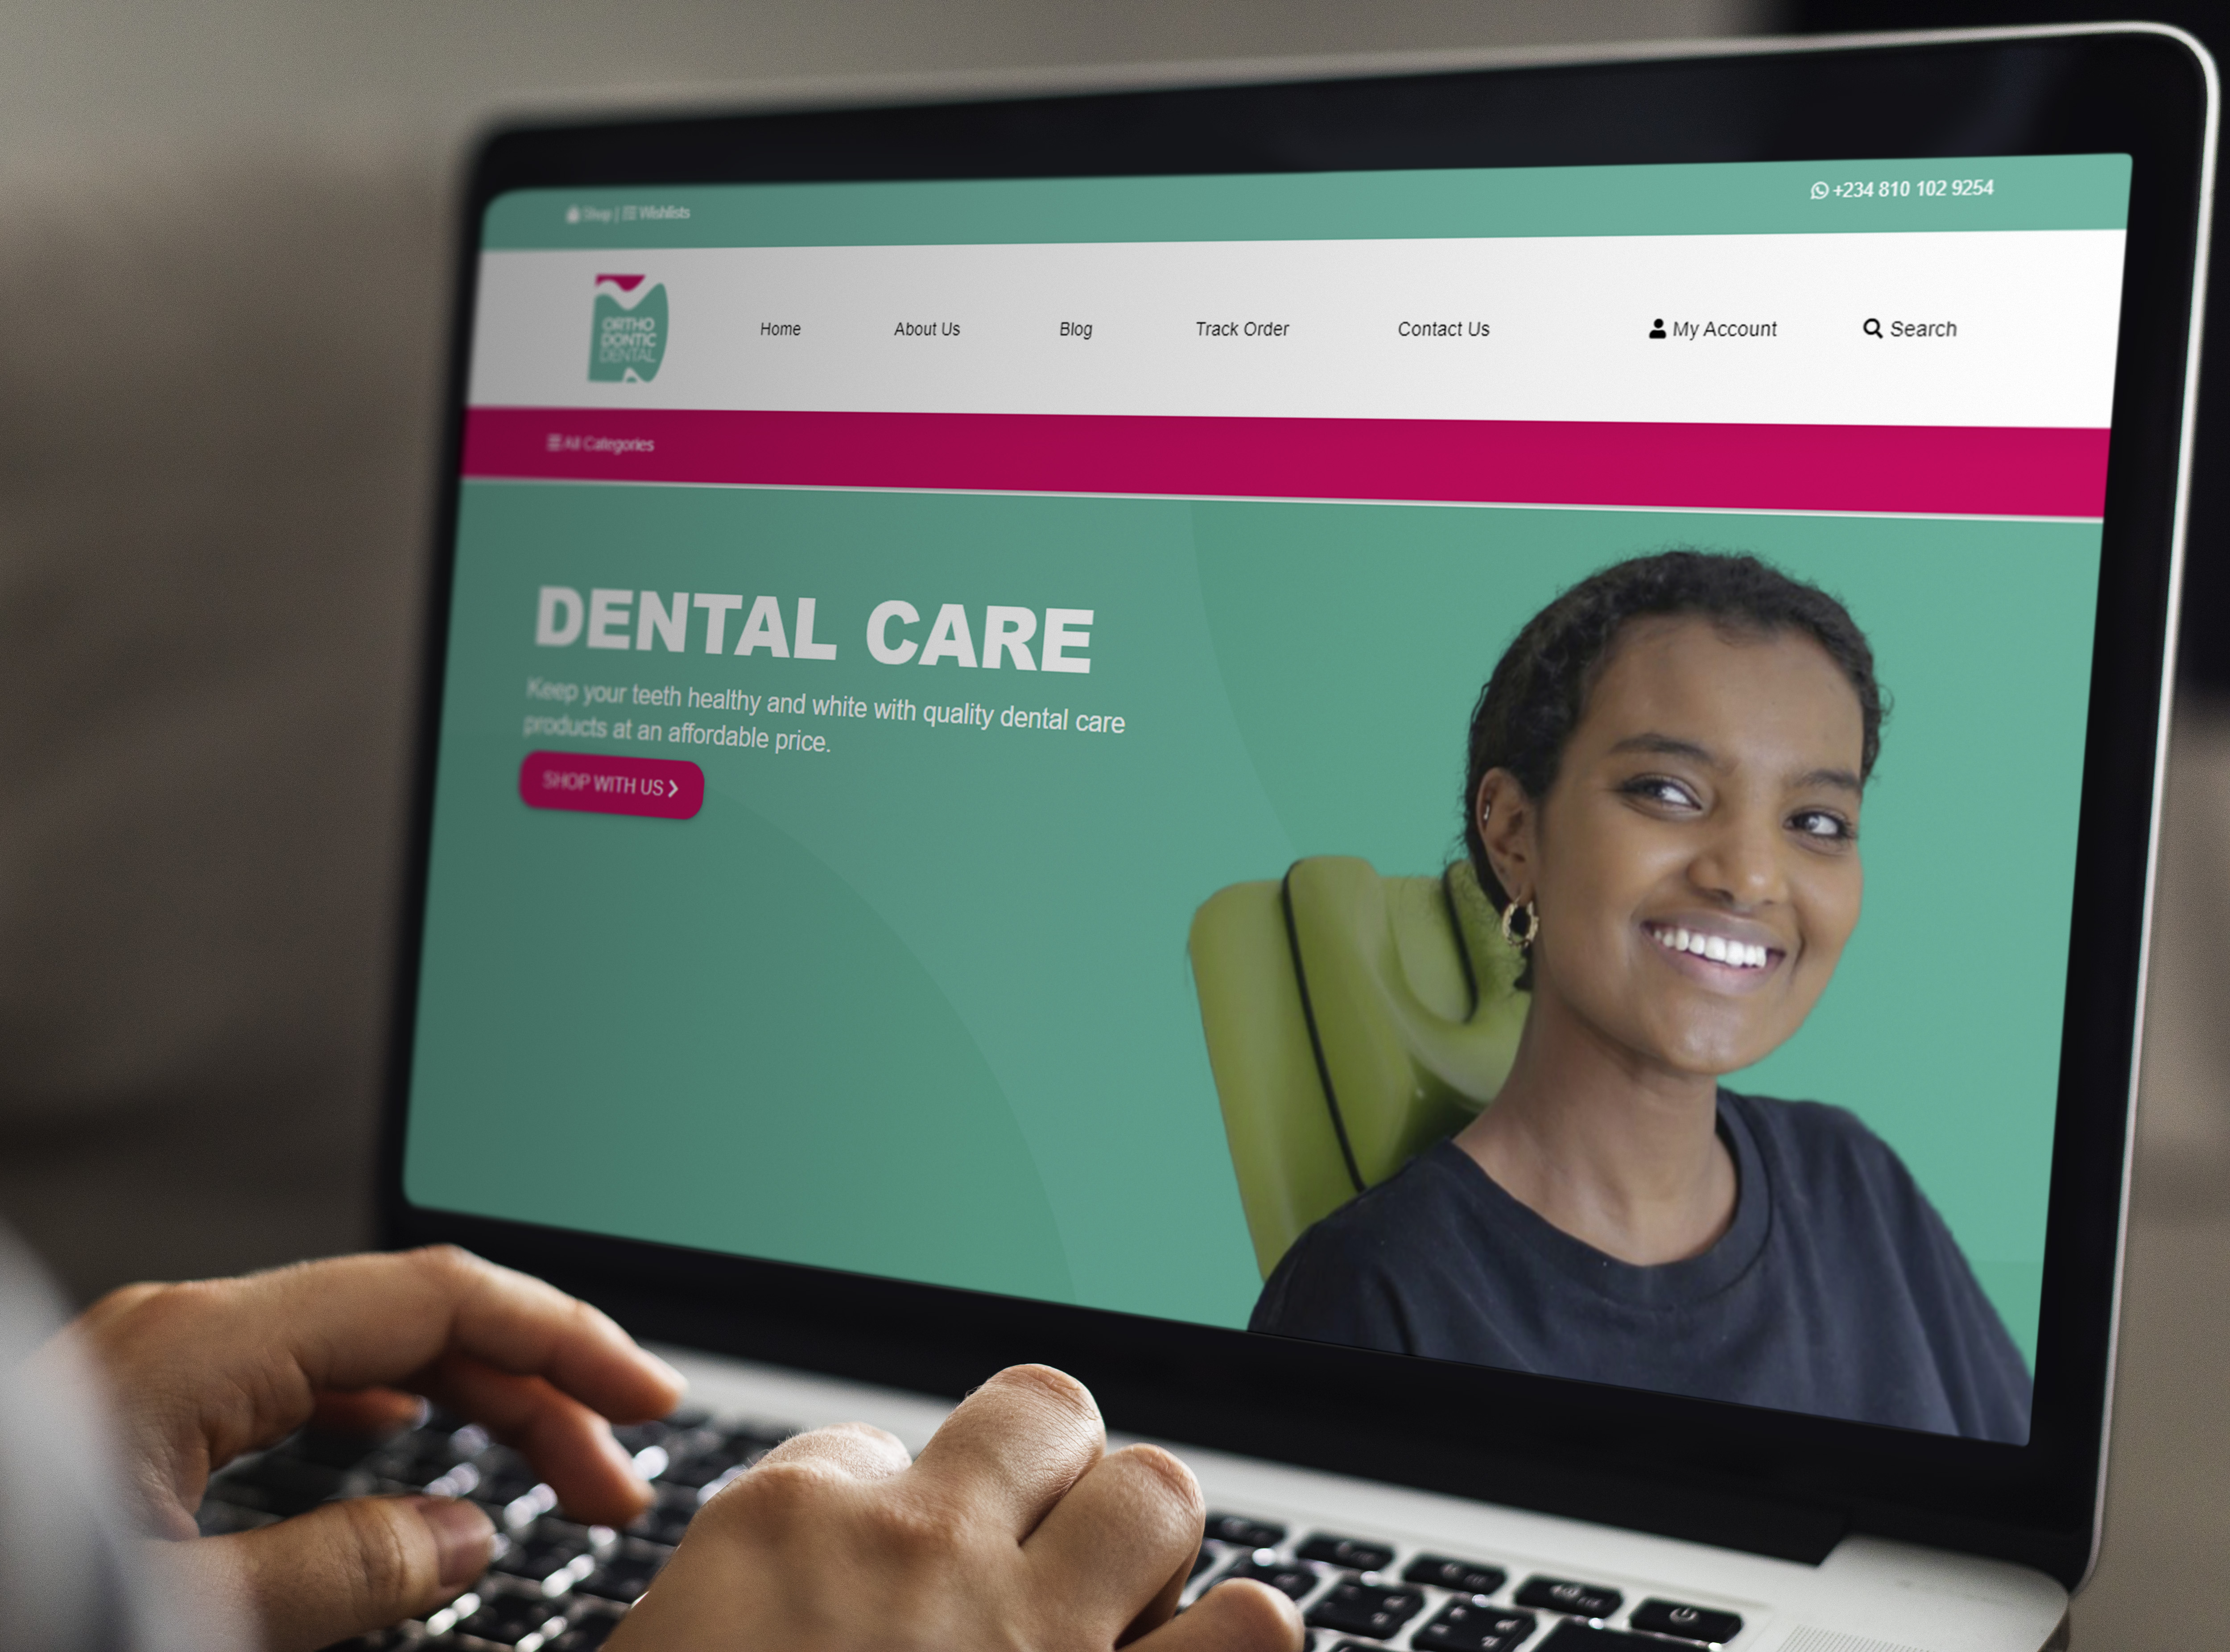 Shop | Wishlists
+234 810 102 9254
ORTHO
DONTIC
DENTAL
Home About Us Blog Track Order Contact Us My Account Search
All Categories
DENTAL CARE
Keep your teeth healthy and white with quality dental care
products at an affordable price.
SHOP WITH US